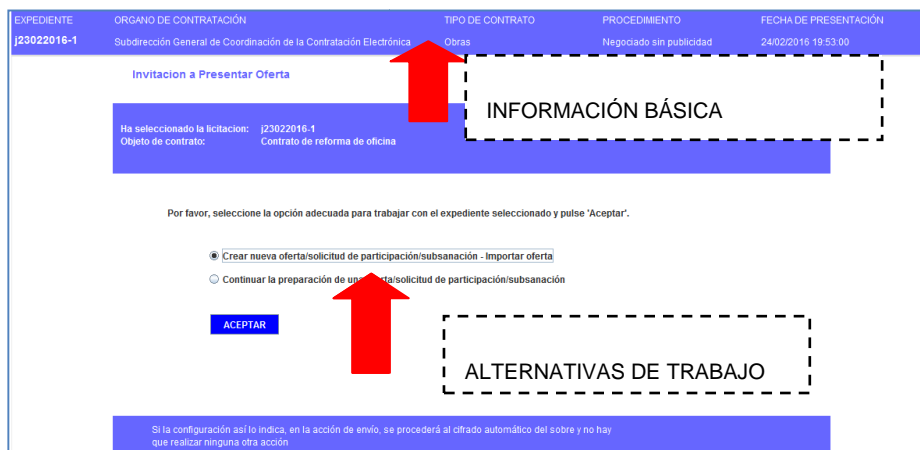 EXPEDIENTE ORGANO DE CONTRATACIÓN TIPO DE CONTRATO PROCEDIMIENTO FECHA DE PRESENTACIÓN
j23022016-1 Subdirección General de Coordinación de la Contratación Electrónica Obras Negociado sin publicidad 24/02/2016 19:53:00
Invitacion a Presentar Oferta
INFORMACIÓN BÁSICA
Ha seleccionado la licitacion: j23022016-1
Objeto de contrato: Contrato de reforma de oficina
Por favor, seleccione la opción adecuada para trabajar con el expediente seleccionado y pulse 'Aceptar'.
Crear nueva oferta/solicitud de participación/subsanación - Importar oferta
Continuar la preparación de una oferta/solicitud de participación/subsanación
ACEPTAR
ALTERNATIVAS DE TRABAJO
Si la configuración así lo indica, en la acción de envío, se procederá al cifrado automático del sobre y no hay
que realizar ninguna otra acción